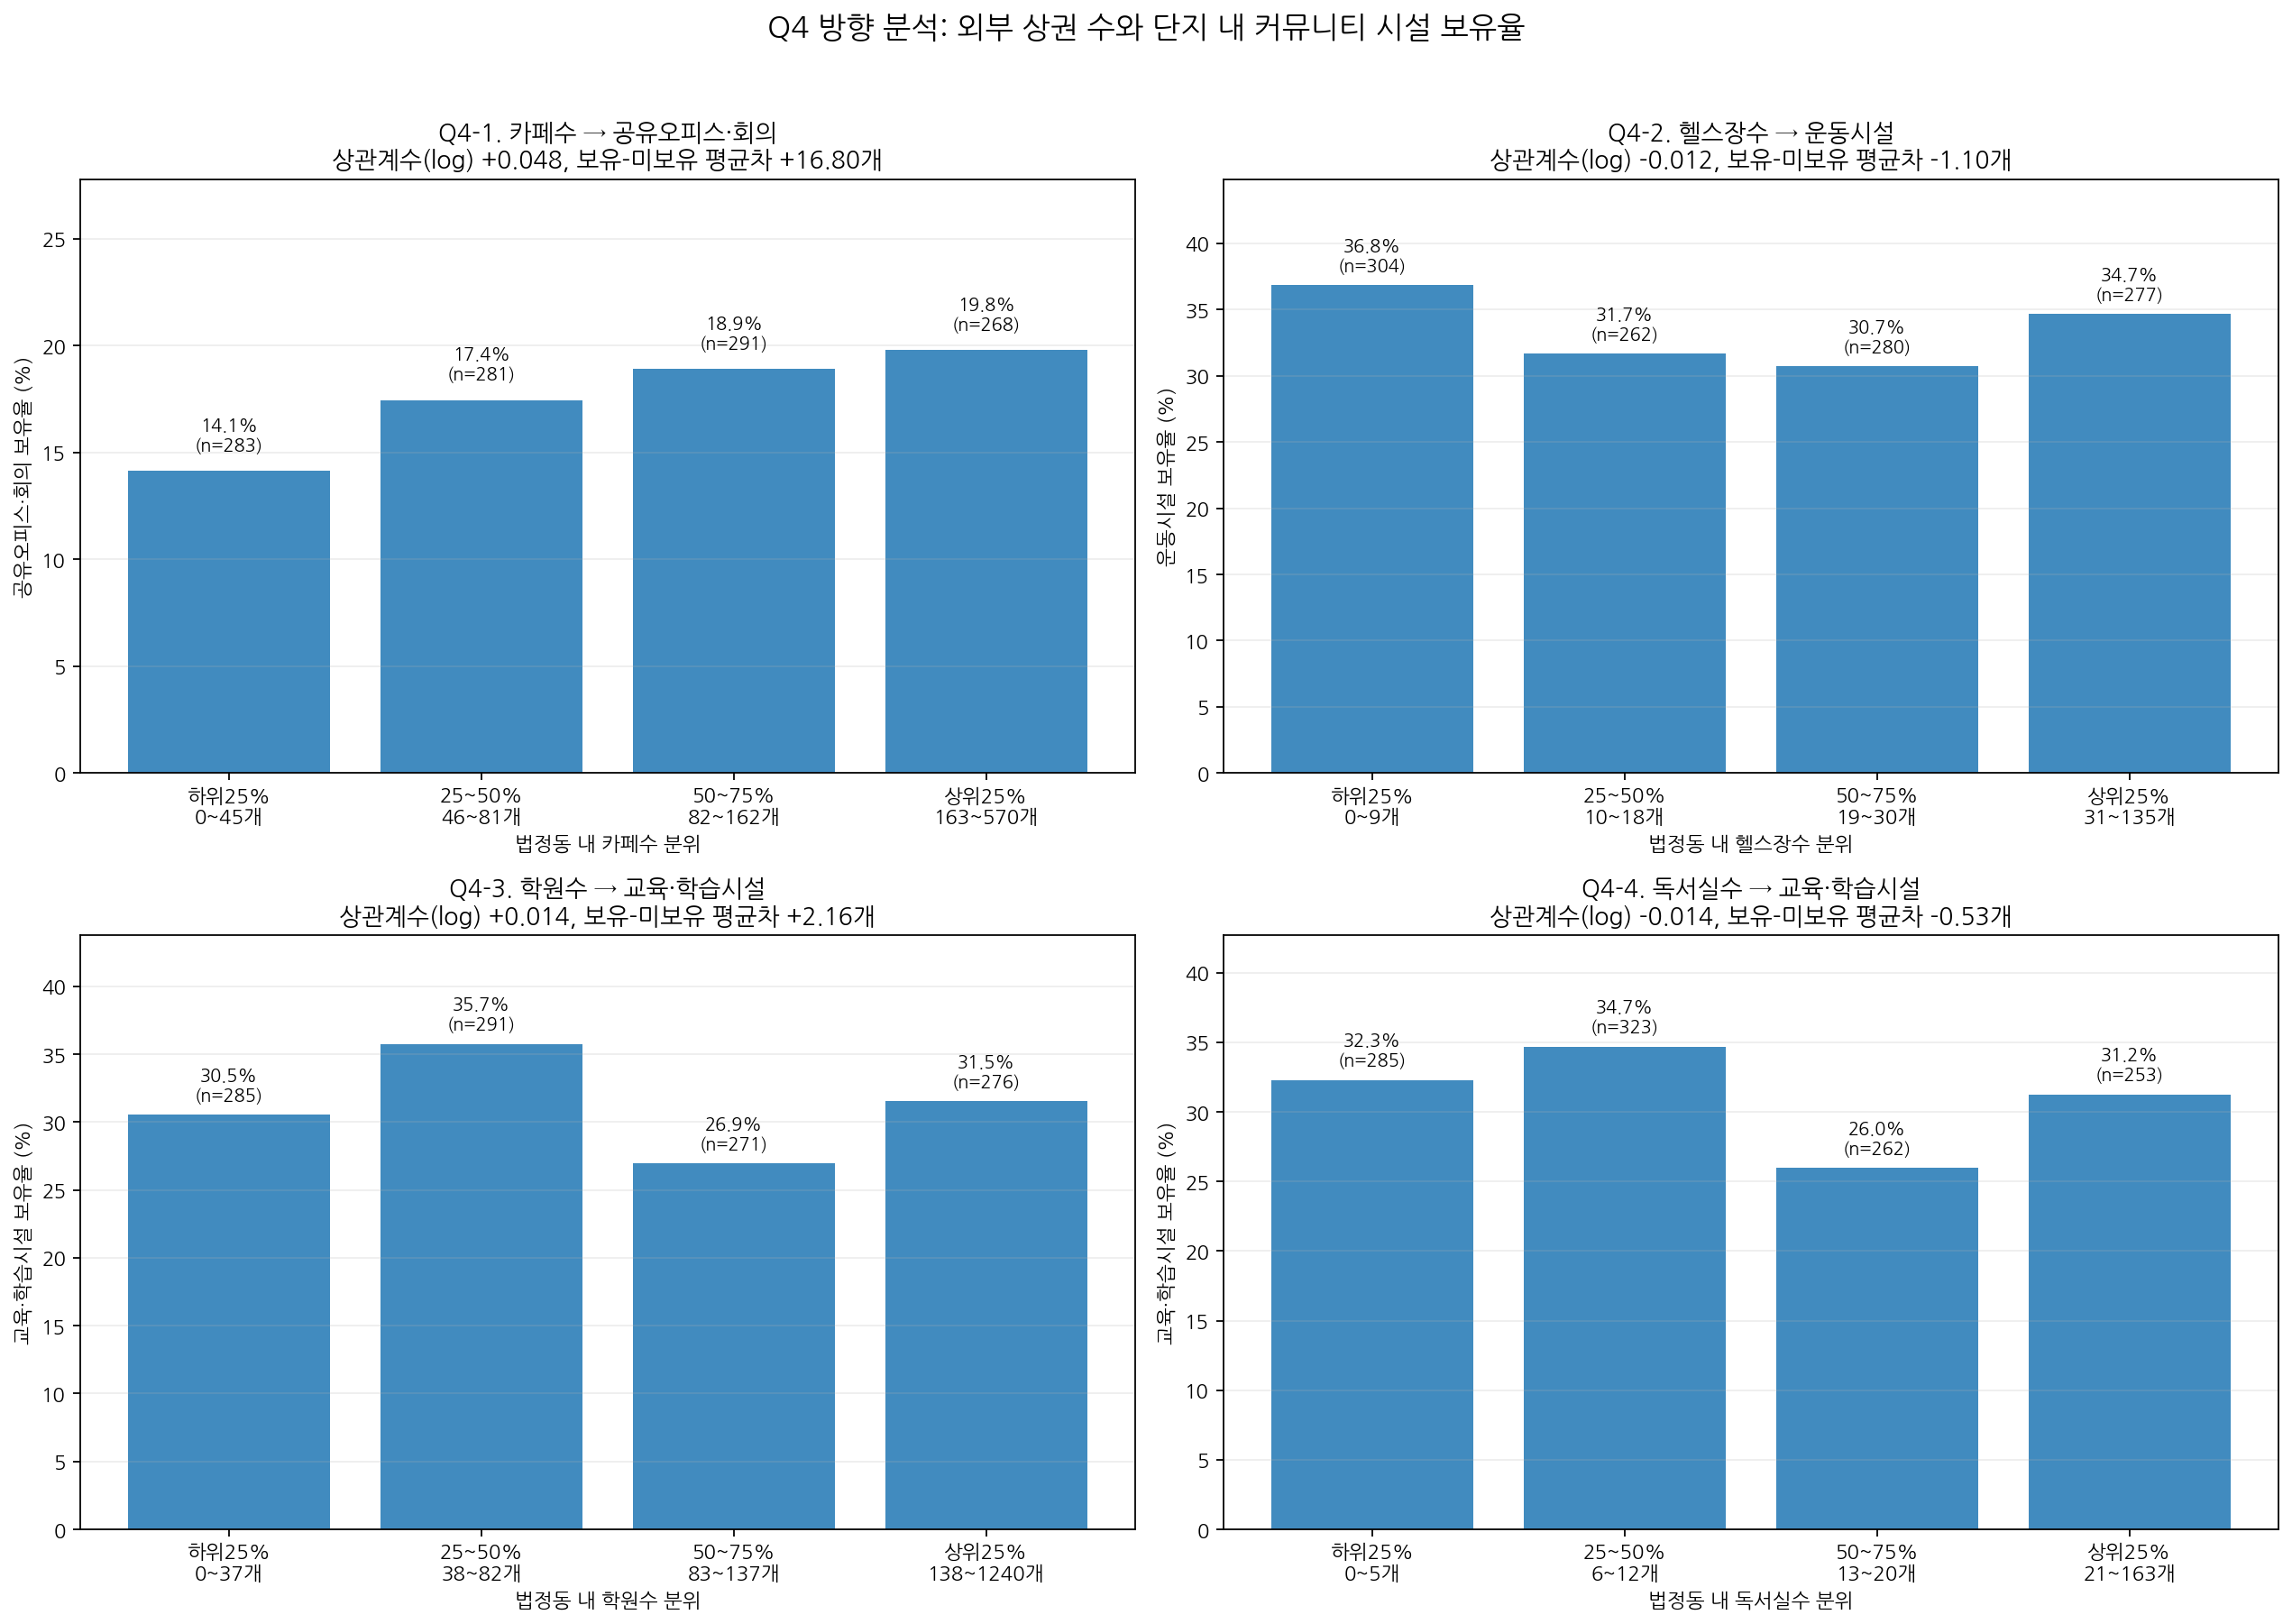 Q4 방향 분석: 외부 상권 수와 단지 내 커뮤니티 시설 보유율
Q4-1. 카페수 → 공유오피스·회의
상관계수(log) +0.048, 보유-미보유 평균차 +16.80개
공유오피스·회의 보유율 (%)
25
20
15
10
5
0
14.1%
(n=283)
17.4%
(n=281)
18.9%
(n=291)
19.8%
(n=268)
하위25%
0~45개
25~50%
46~81개
50~75%
82~162개
상위25%
163~570개
법정동 내 카페수 분위
Q4-2. 헬스장수 → 운동시설
상관계수(log) -0.012, 보유-미보유 평균차 -1.10개
운동시설 보유율 (%)
40
35
30
25
20
15
10
5
0
36.8%
(n=304)
31.7%
(n=262)
30.7%
(n=280)
34.7%
(n=277)
하위25%
0~9개
25~50%
10~18개
50~75%
19~30개
상위25%
31~135개
법정동 내 헬스장수 분위
Q4-3. 학원수 → 교육·학습시설
상관계수(log) +0.014, 보유-미보유 평균차 +2.16개
교육·학습시설 보유율 (%)
40
35
30
25
20
15
10
5
0
30.5%
(n=285)
35.7%
(n=291)
26.9%
(n=271)
31.5%
(n=276)
하위25%
0~37개
25~50%
38~82개
50~75%
83~137개
상위25%
138~1240개
법정동 내 학원수 분위
Q4-4. 독서실수 → 교육·학습시설
상관계수(log) -0.014, 보유-미보유 평균차 -0.53개
교육·학습시설 보유율 (%)
40
35
30
25
20
15
10
5
0
32.3%
(n=285)
34.7%
(n=323)
26.0%
(n=262)
31.2%
(n=253)
하위25%
0~5개
25~50%
6~12개
50~75%
13~20개
상위25%
21~163개
법정동 내 독서실수 분위